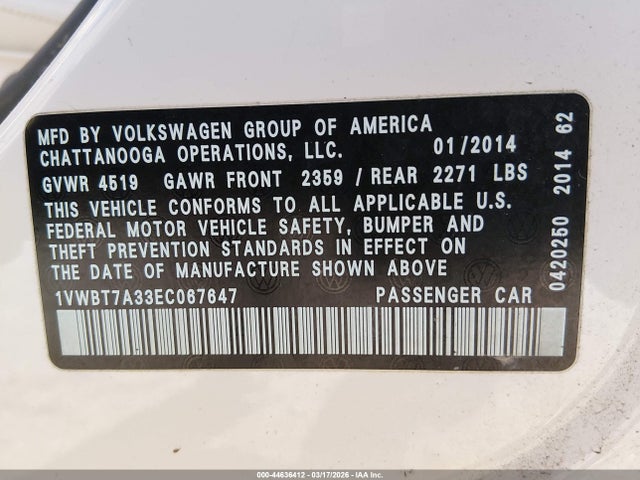 MFD BY VOLKSWAGEN GROUP OF AMERICA
CHATTANOOGA OPERATIONS, LLC. 01/2014
GVWR 4519 GAWR FRONT 2359 / REAR 2271 LBS
THIS VEHICLE CONFORMS TO ALL APPLICABLE U.S.
FEDERAL MOTOR VEHICLE SAFETY, BUMPER AND
THEFT PREVENTION STANDARDS IN EFFECT ON
THE DATE OF MANUFACTURE SHOWN ABOVE
1VWBT7A33EC067647 PASSENGER CAR
0420250 2014 62
000-44636412 | 03/17/2026 - IAA Inc.